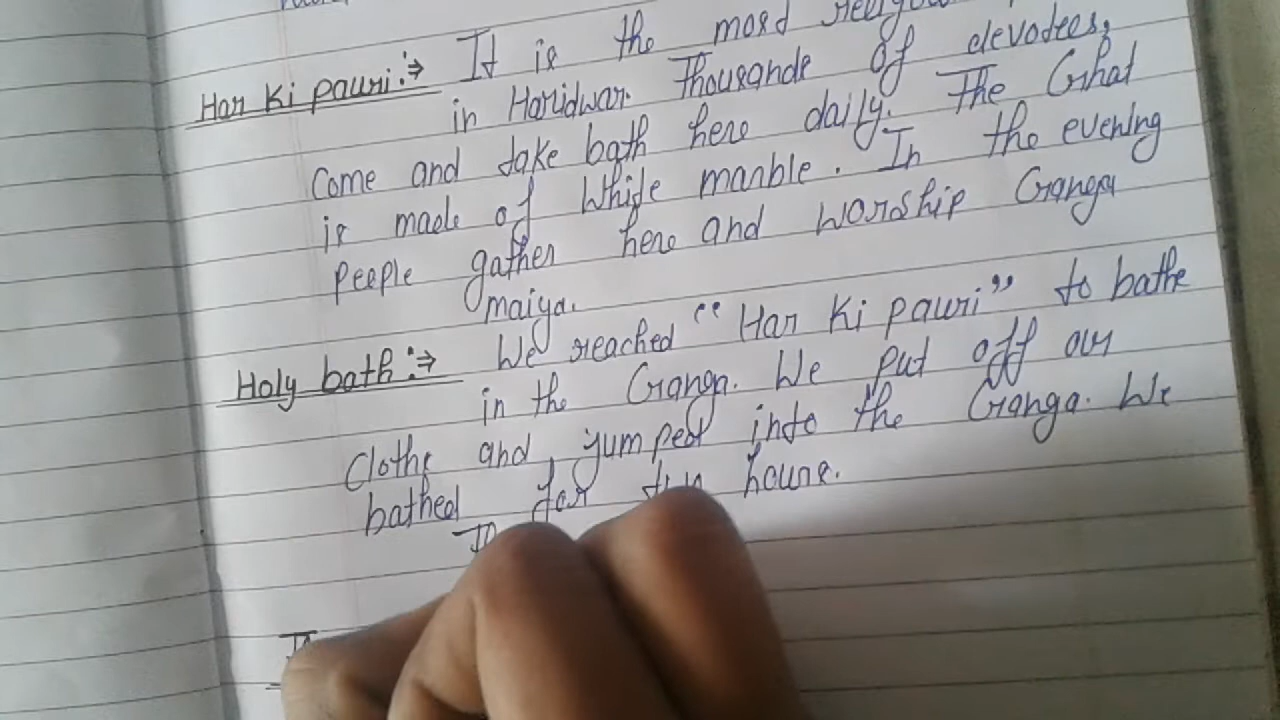 Har Ki pauri :⇒ It is the most
in Haridwar. Thousands of devotees,
Come and take bath here daily. The Ghat
is made of White marble. In the evening
Peeple gather here and worship Ganga
maiya.
Holy bath :⇒ We reached "Har Ki pauri" to bathe
in the Ganga. We put off our
Clothe and jumped into the Ganga. We
bathed for hours.